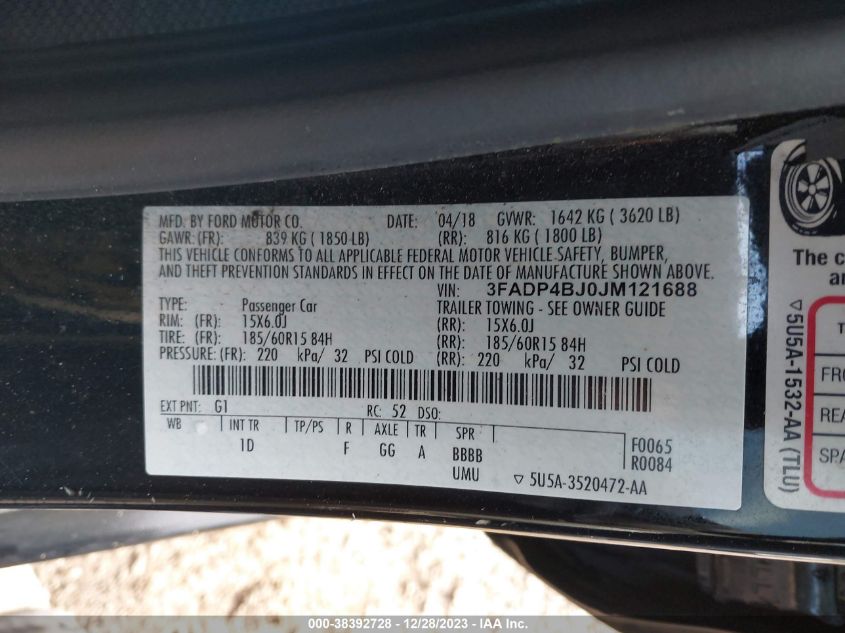 MFD. BY FORD MOTOR CO. DATE: 04/18 GVWR: 1642 KG ( 3620 LB)
GAWR: (FR): 839 KG ( 1850 LB) (RR): 816 KG ( 1800 LB)
THIS VEHICLE CONFORMS TO ALL APPLICABLE FEDERAL MOTOR VEHICLE SAFETY, BUMPER,
AND THEFT PREVENTION STANDARDS IN EFFECT ON THE DATE OF MANUFACTURE SHOWN ABOVE.
VIN: 3FADP4BJ0JM121688
TYPE: Passenger Car TRAILER TOWING - SEE OWNER GUIDE
RIM: (FR): 15X6.0J (RR): 15X6.0J
TIRE: (FR): 185/60R15 84H (RR): 185/60R15 84H
PRESSURE: (FR): 220 kPa/ 32 PSI COLD (RR): 220 kPa/ 32 PSI COLD
EXT PNT: G1 RC: 52 DSO:
WB INT TR TP/PS R AXLE TR SPR
1D F GG A BBBB
UMU
F0065
R0084
▽ 5U5A-3520472-AA
▽5U5A-1532-AA (TLU)
The c
an
T
FRO
REA
SPA
000-38392728 - 12/28/2023 - IAA Inc.